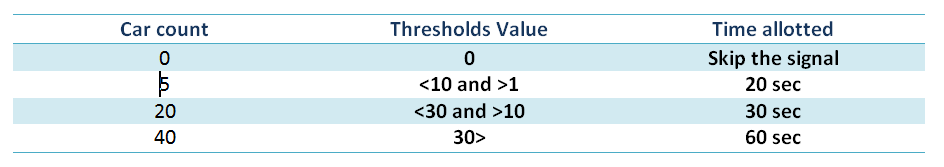 Car count Thresholds Value Time allotted
0 0 Skip the signal
5 <10 and >1 20 sec
20 <30 and >10 30 sec
40 30> 60 sec